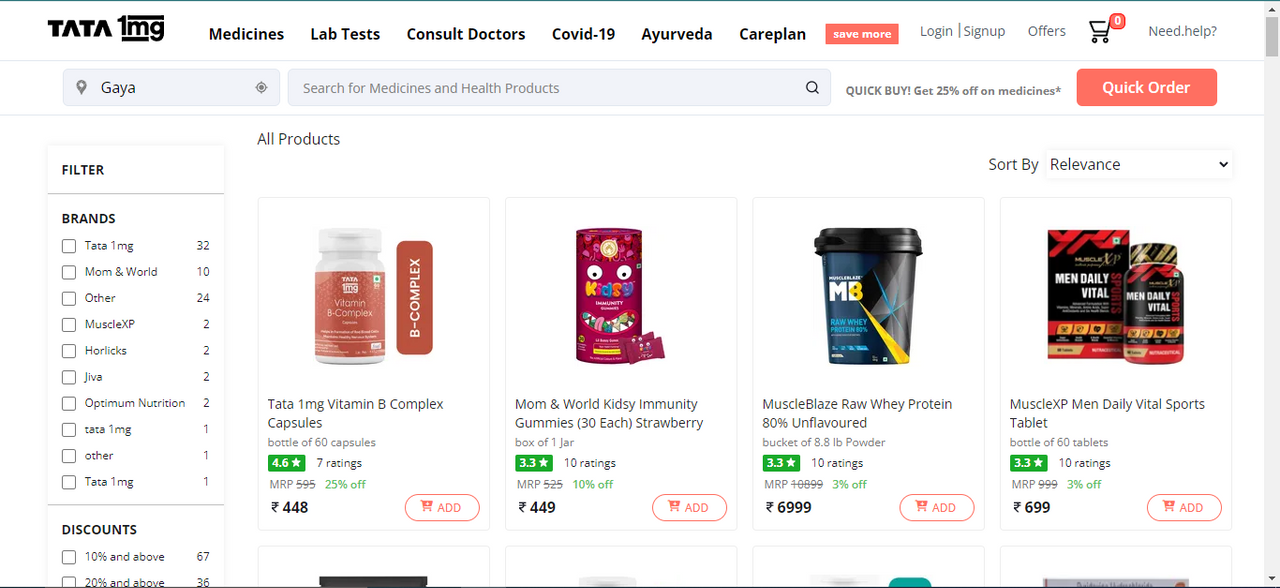 TATA 1mg
Medicines Lab Tests Consult Doctors Covid-19 Ayurveda Careplan save more Login | Signup Offers 0 Need.help?
Gaya Search for Medicines and Health Products QUICK BUY! Get 25% off on medicines* Quick Order
All Products
Sort By Relevance
FILTER
BRANDS
Tata 1mg 32
Mom & World 10
Other 24
MuscleXP 2
Horlicks 2
Jiva 2
Optimum Nutrition 2
tata 1mg 1
other 1
Tata 1mg 1
DISCOUNTS
10% and above 67
20% and above 36
TATA
1mg
Vitamin
B-Complex
Capsules
B-COMPLEX
Tata 1mg Vitamin B Complex
Capsules
bottle of 60 capsules
4.6 ★ 7 ratings
MRP 595 25% off
₹ 448 ADD
Kidsy
IMMUNITY
Mom & World Kidsy Immunity
Gummies (30 Each) Strawberry
box of 1 Jar
3.3 ★ 10 ratings
MRP 525 10% off
₹ 449 ADD
MUSCLEBLAZE
MB
RAW WHEY
PROTEIN 80%
MuscleBlaze Raw Whey Protein
80% Unflavoured
bucket of 8.8 lb Powder
3.3 ★ 10 ratings
MRP 10899 3% off
₹ 6999 ADD
MUSCLE XP
MEN DAILY
VITAL
SPORTS
MUSCLE XP
MEN DAILY
VITAL
SPORTS
MuscleXP Men Daily Vital Sports
Tablet
bottle of 60 tablets
3.3 ★ 10 ratings
MRP 999 3% off
₹ 699 ADD